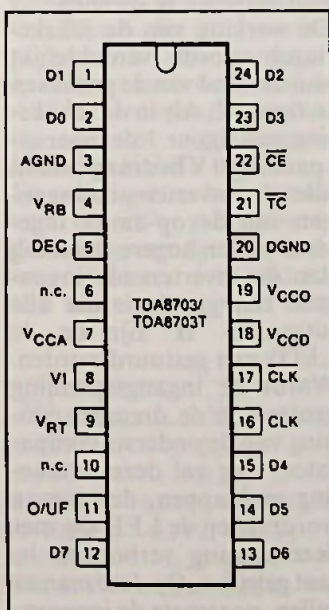 D1 1 24 D2
D0 2 23 D3
AGND 3 22 CE
VRB 4 21 TC
DEC 5 20 DGND
n.c. 6 19 VCCO
TDA8703/
TDA8703T
VCCA 7 18 VCCD
VI 8 17 CLK
VRT 9 16 CLK
n.c. 10 15 D4
O/UF 11 14 D5
D7 12 13 D6